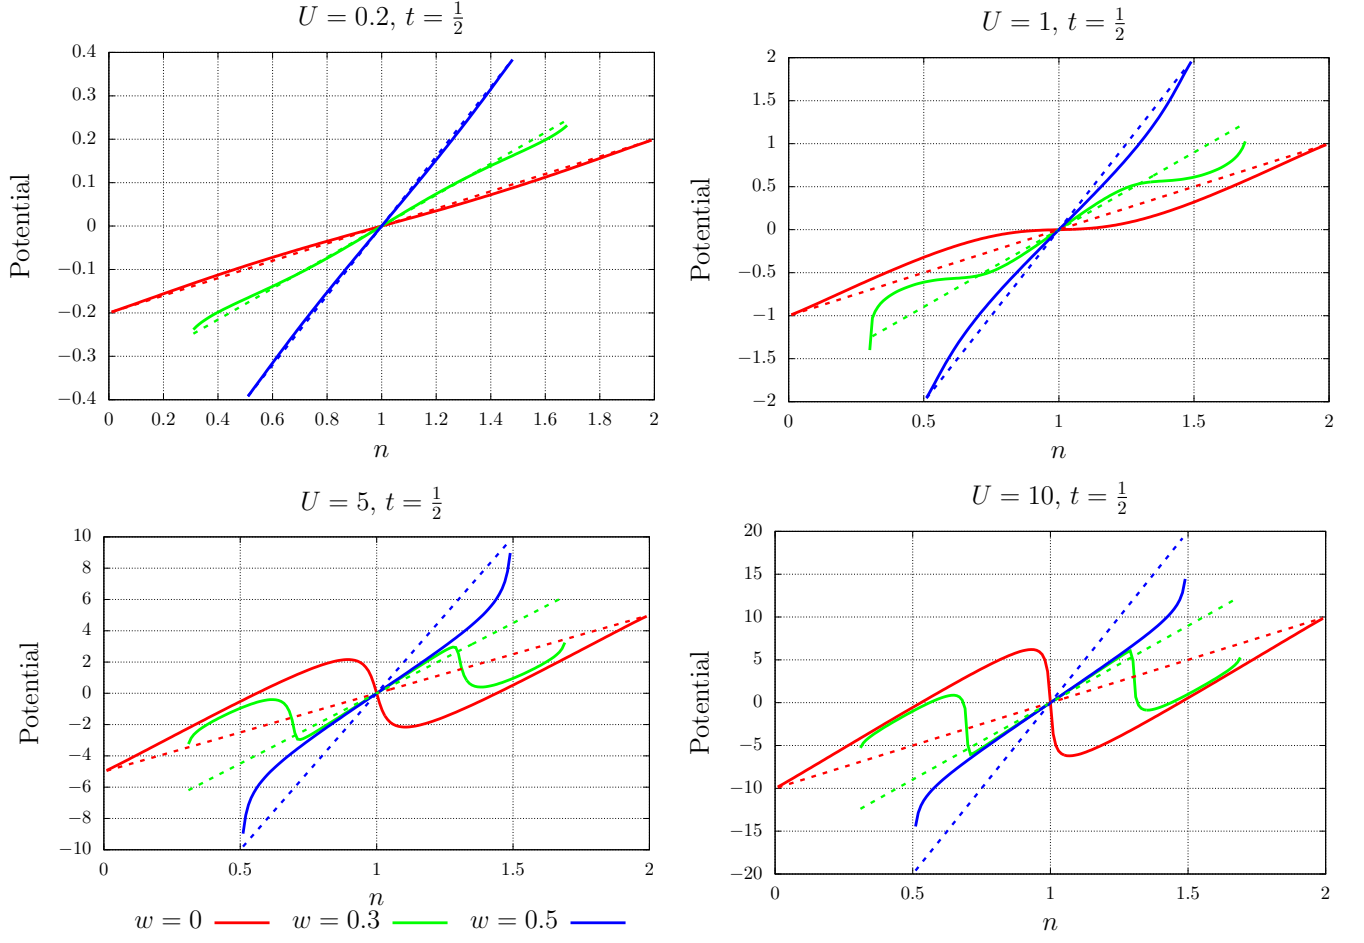 U = 0.2, t = 1/2
Potential
0.4
0.3
0.2
0.1
0
−0.1
−0.2
−0.3
−0.4
0 0.2 0.4 0.6 0.8 1 1.2 1.4 1.6 1.8 2
n
U = 1, t = 1/2
Potential
2
1.5
1
0.5
0
−0.5
−1
−1.5
−2
0 0.5 1 1.5 2
n
U = 5, t = 1/2
Potential
10
8
6
4
2
0
−2
−4
−6
−8
−10
0 0.5 1 1.5 2
n
U = 10, t = 1/2
Potential
20
15
10
5
0
−5
−10
−15
−20
0 0.5 1 1.5 2
n
w = 0 w = 0.3 w = 0.5